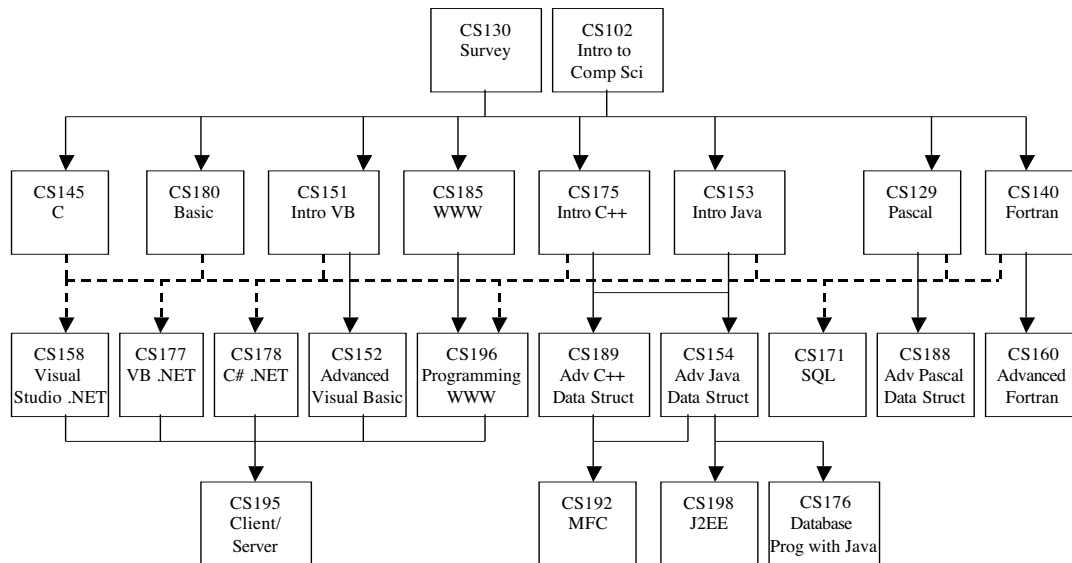 CS130
Survey
CS102
Intro to
Comp Sci
CS145
C
CS180
Basic
CS151
Intro VB
CS185
WWW
CS175
Intro C++
CS153
Intro Java
CS129
Pascal
CS140
Fortran
CS158
Visual
Studio .NET
CS177
VB .NET
CS178
C# .NET
CS152
Advanced
Visual Basic
CS196
Programming
WWW
CS189
Adv C++
Data Struct
CS154
Adv Java
Data Struct
CS171
SQL
CS188
Adv Pascal
Data Struct
CS160
Advanced
Fortran
CS195
Client/
Server
CS192
MFC
CS198
J2EE
CS176
Database
Prog with Java